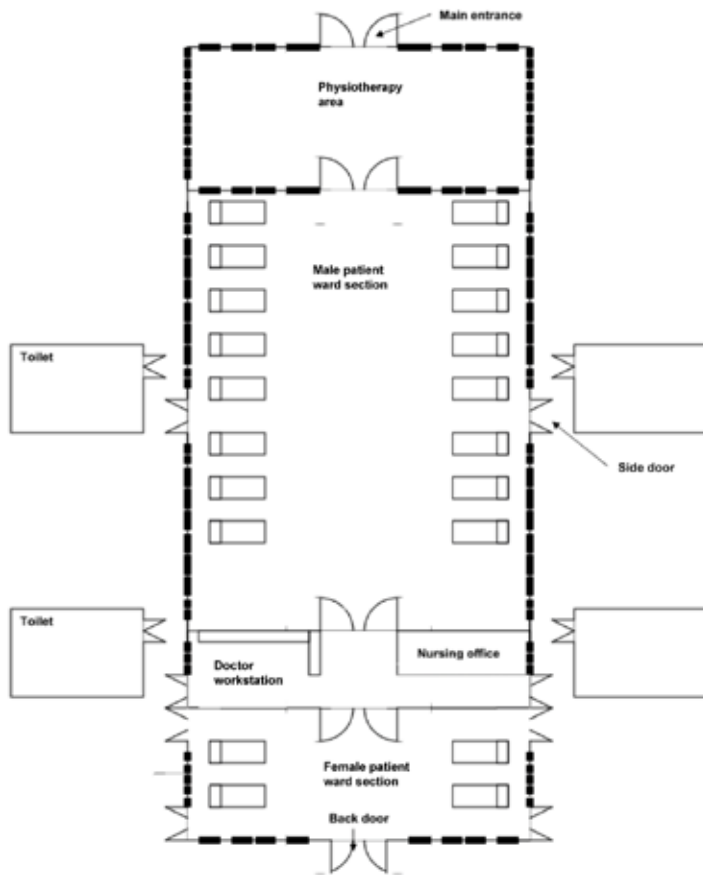 Main entrance
Physiotherapy
area
Male patient
ward section
Toilet
Side door
Toilet
Doctor
workstation
Nursing office
Female patient
ward section
Back door